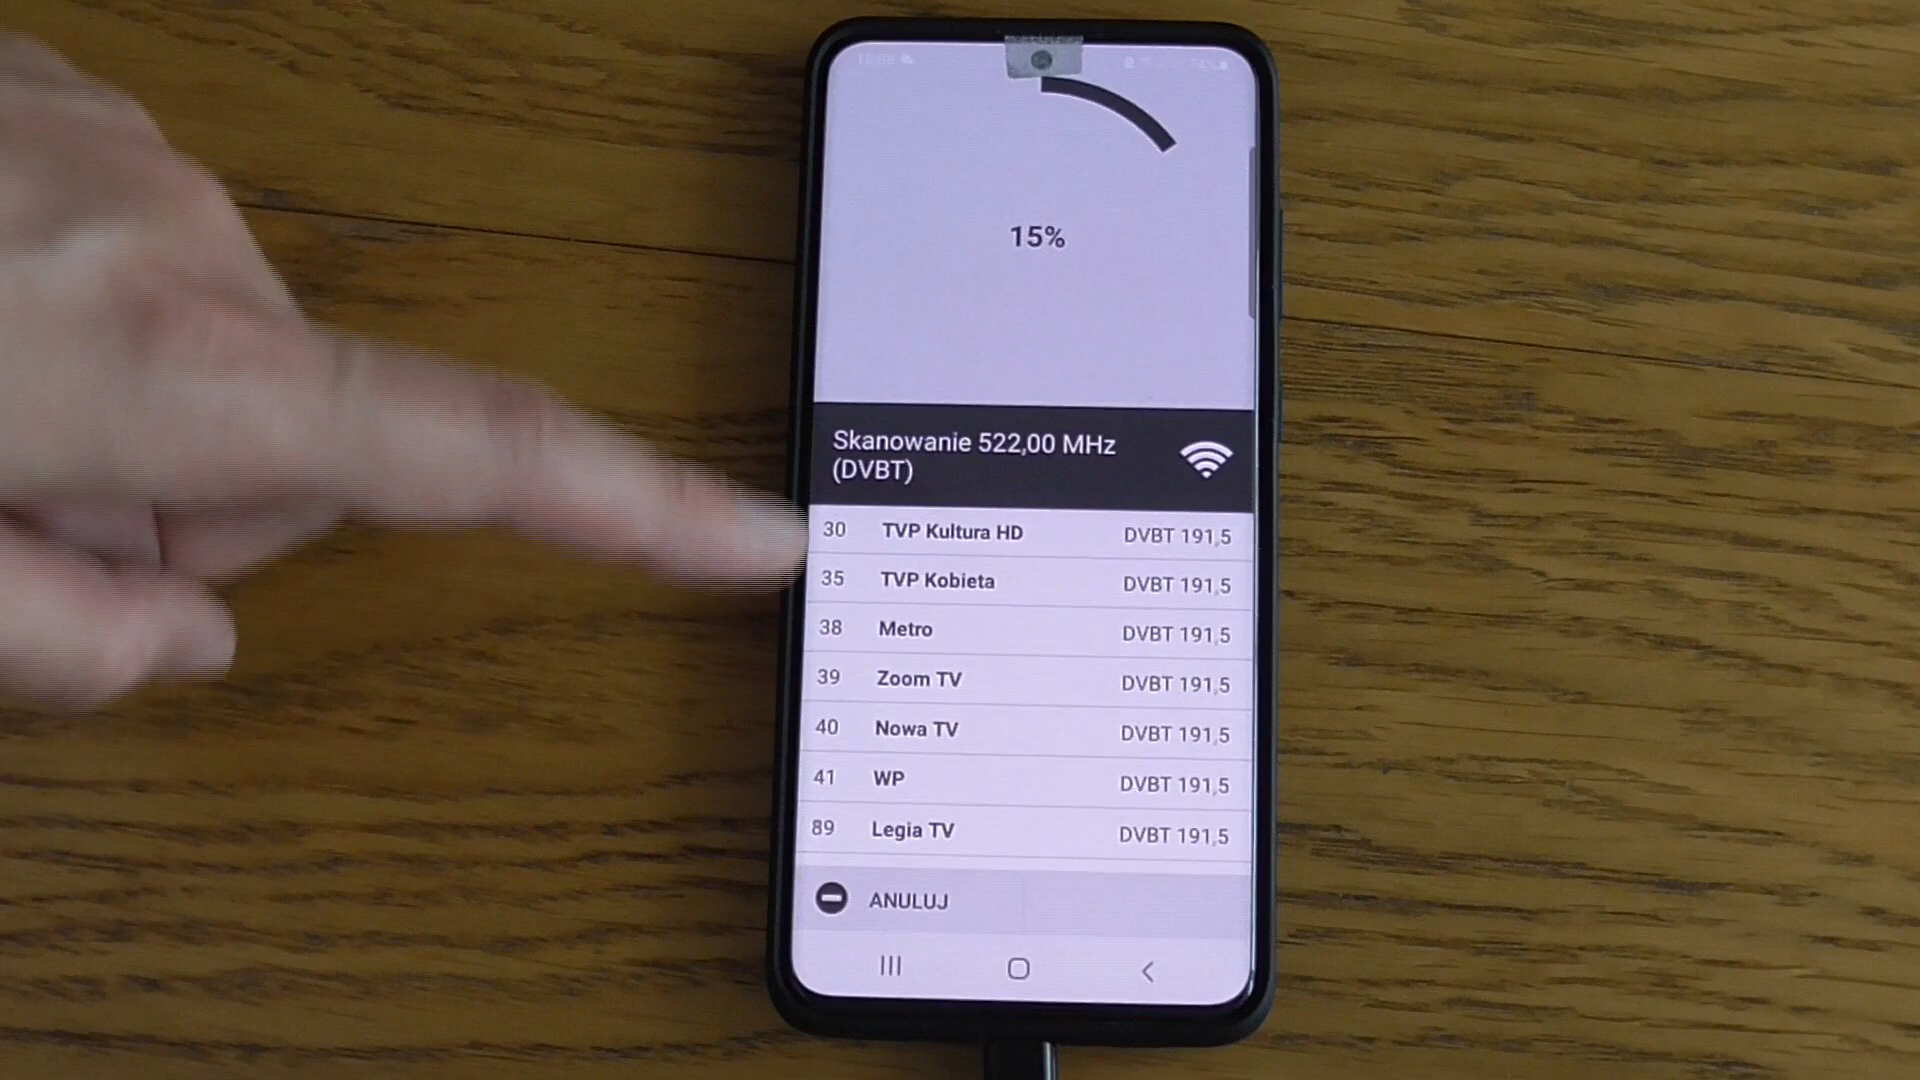 15%
Skanowanie 522,00 MHz
(DVBT)
30 TVP Kultura HD DVBT 191,5
35 TVP Kobieta DVBT 191,5
38 Metro DVBT 191,5
39 Zoom TV DVBT 191,5
40 Nowa TV DVBT 191,5
41 WP DVBT 191,5
89 Legia TV DVBT 191,5
ANULUJ